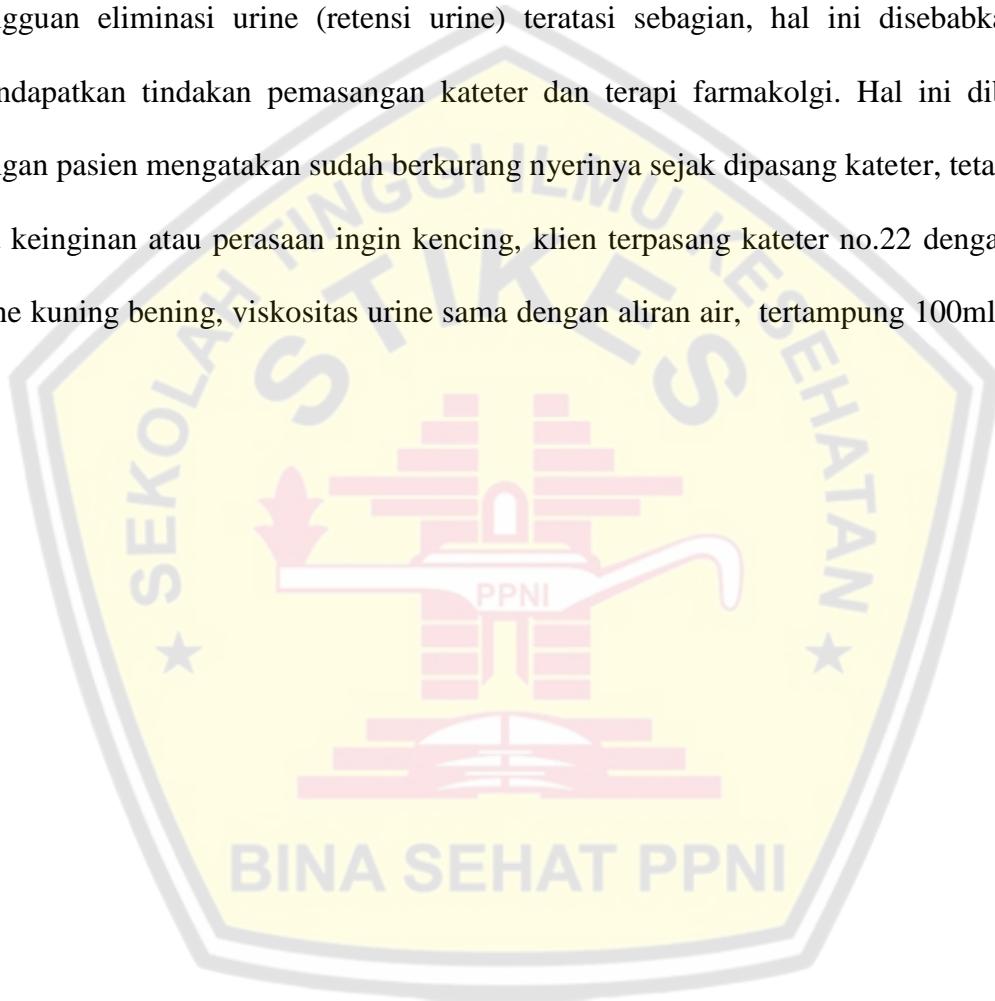 ngguan eliminasi urine (retensi urine) teratasi sebagian, hal ini disebabka
ndapatkan tindakan pemasangan kateter dan terapi farmakolgi. Hal ini dib
ngan pasien mengatakan sudah berkurang nyerinya sejak dipasang kateter, teta
keinginan atau perasaan ingin kencing, klien terpasang kateter no.22 denga
ne kuning bening, viskositas urine sama dengan aliran air, tertampung 100ml
SEKOLAH TINGGI ILMU KESEHATAN
STIKES
PPNI
BINA SEHAT PPNI